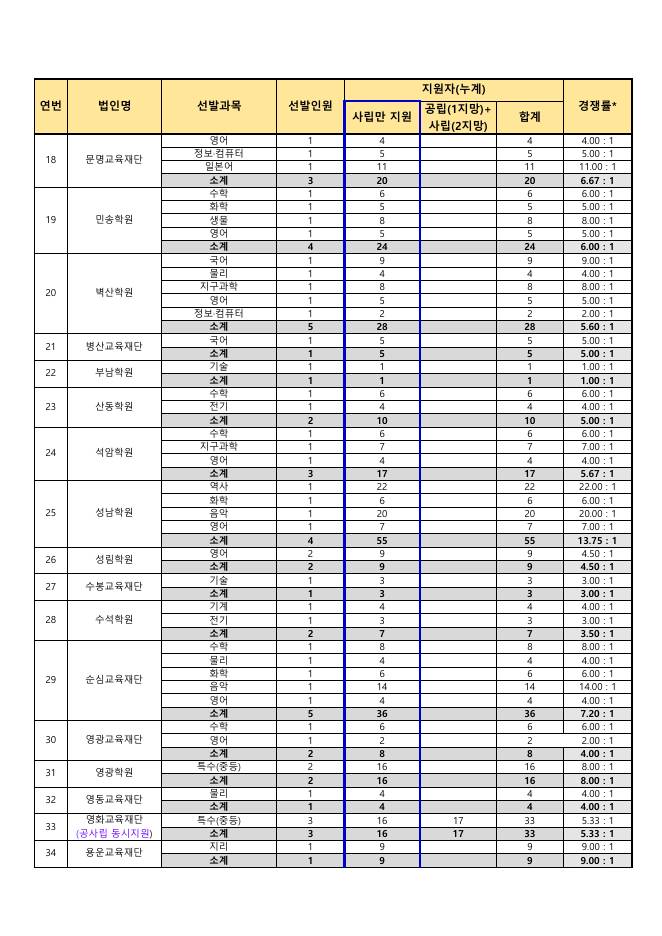 연번 법인명 선발과목 선발인원 지원자(누계) 경쟁률*
사립만 지원 공립(1지망)+ 사립(2지망) 합계
18 문명교육재단 영어 1 4 4 4.00 : 1
정보·컴퓨터 1 5 5 5.00 : 1
일본어 1 11 11 11.00 : 1
소계 3 20 20 6.67 : 1
19 민송학원 수학 1 6 6 6.00 : 1
화학 1 5 5 5.00 : 1
생물 1 8 8 8.00 : 1
영어 1 5 5 5.00 : 1
소계 4 24 24 6.00 : 1
20 벽산학원 국어 1 9 9 9.00 : 1
물리 1 4 4 4.00 : 1
지구과학 1 8 8 8.00 : 1
영어 1 5 5 5.00 : 1
정보·컴퓨터 1 2 2 2.00 : 1
소계 5 28 28 5.60 : 1
21 병산교육재단 국어 1 5 5 5.00 : 1
소계 1 5 5 5.00 : 1
22 부남학원 기술 1 1 1 1.00 : 1
소계 1 1 1 1.00 : 1
23 산동학원 수학 1 6 6 6.00 : 1
전기 1 4 4 4.00 : 1
소계 2 10 10 5.00 : 1
24 석암학원 수학 1 6 6 6.00 : 1
지구과학 1 7 7 7.00 : 1
영어 1 4 4 4.00 : 1
소계 3 17 17 5.67 : 1
25 성남학원 역사 1 22 22 22.00 : 1
화학 1 6 6 6.00 : 1
음악 1 20 20 20.00 : 1
영어 1 7 7 7.00 : 1
소계 4 55 55 13.75 : 1
26 성림학원 영어 2 9 9 4.50 : 1
소계 2 9 9 4.50 : 1
27 수봉교육재단 기술 1 3 3 3.00 : 1
소계 1 3 3 3.00 : 1
28 수석학원 기계 1 4 4 4.00 : 1
전기 1 3 3 3.00 : 1
소계 2 7 7 3.50 : 1
29 순심교육재단 수학 1 8 8 8.00 : 1
물리 1 4 4 4.00 : 1
화학 1 6 6 6.00 : 1
음악 1 14 14 14.00 : 1
영어 1 4 4 4.00 : 1
소계 5 36 36 7.20 : 1
30 영광교육재단 수학 1 6 6 6.00 : 1
영어 1 2 2 2.00 : 1
소계 2 8 8 4.00 : 1
31 영광학원 특수(중등) 2 16 16 8.00 : 1
소계 2 16 16 8.00 : 1
32 영동교육재단 물리 1 4 4 4.00 : 1
소계 1 4 4 4.00 : 1
33 영화교육재단 특수(중등) 3 16 17 33 5.33 : 1
(공사립 동시지원) 소계 3 16 17 33 5.33 : 1
34 용운교육재단 지리 1 9 9 9.00 : 1
소계 1 9 9 9.00 : 1